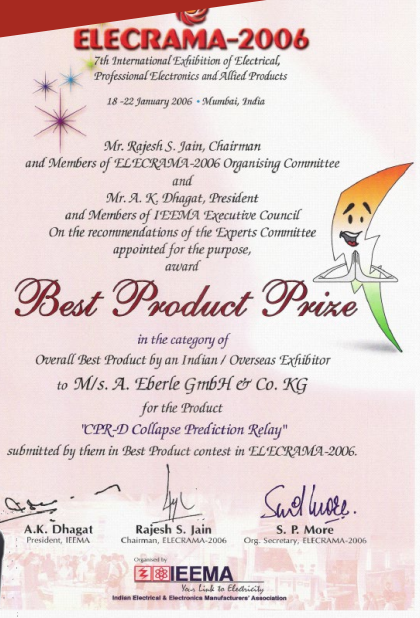 ELECRAMA-2006
7th International Exhibition of Electrical,
Professional Electronics and Allied Products
18 -22 January 2006 • Mumbai, India
Mr. Rajesh S. Jain, Chairman
and Members of ELECRAMA-2006 Organising Committee
and
Mr. A. K. Dhagat, President
and Members of IEEMA Executive Council
On the recommendations of the Experts Committee
appointed for the purpose,
award
Best Product Prize
in the category of
Overall Best Product by an Indian / Overseas Exhibitor
to M/s. A. Eberle GmbH & Co. KG
for the Product
"CPR-D Collapse Prediction Relay"
submitted by them in Best Product contest in ELECRAMA-2006.
A.K. Dhagat Rajesh S. Jain S. P. More
President, IEEMA Chairman, ELECRAMA-2006 Org. Secretary, ELECRAMA-2006
Organised by
IEEMA
Your Link to Electricity
Indian Electrical & Electronics Manufacturers' Association